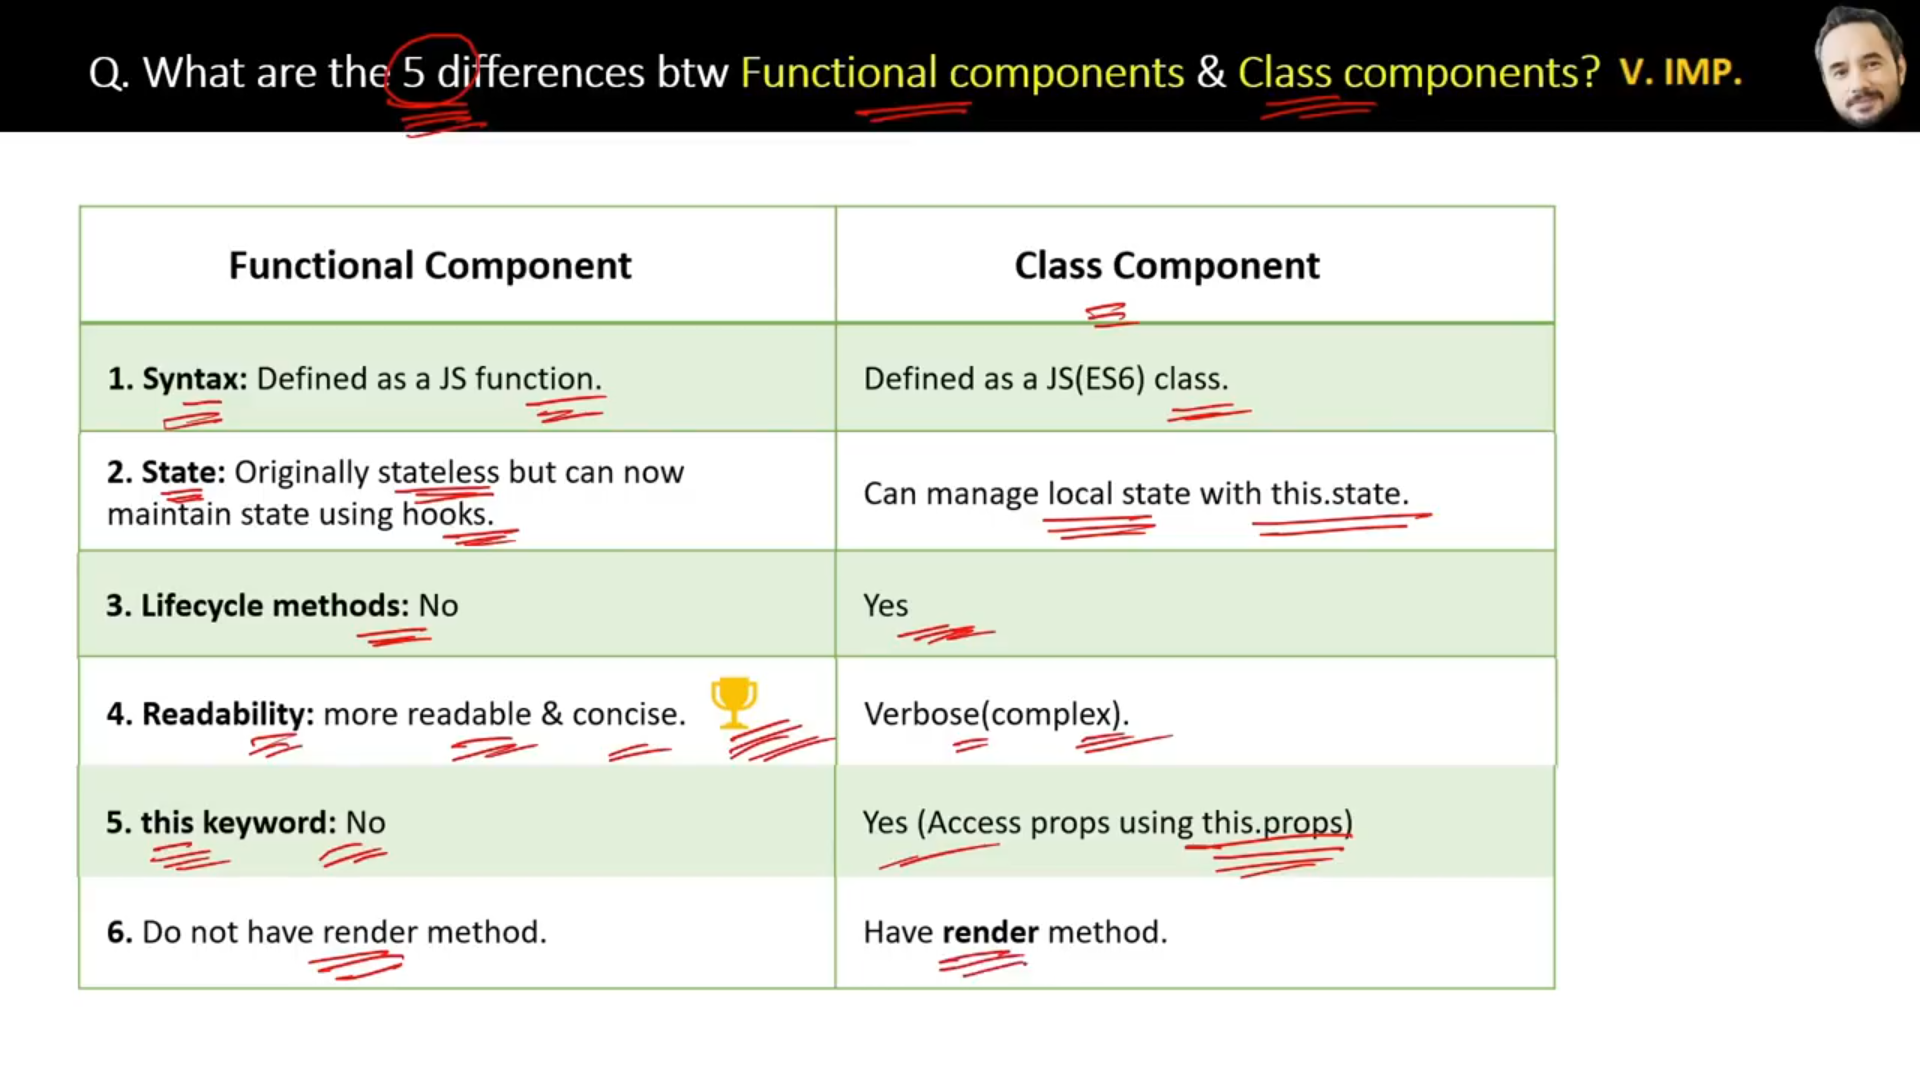 Q. What are the 5 differences btw Functional components & Class components? V. IMP.
Functional Component
Class Component
1. Syntax: Defined as a JS function.
Defined as a JS(ES6) class.
2. State: Originally stateless but can now
maintain state using hooks.
Can manage local state with this.state.
3. Lifecycle methods: No
Yes
4. Readability: more readable & concise.
Verbose(complex).
5. this keyword: No
Yes (Access props using this.props)
6. Do not have render method.
Have render method.